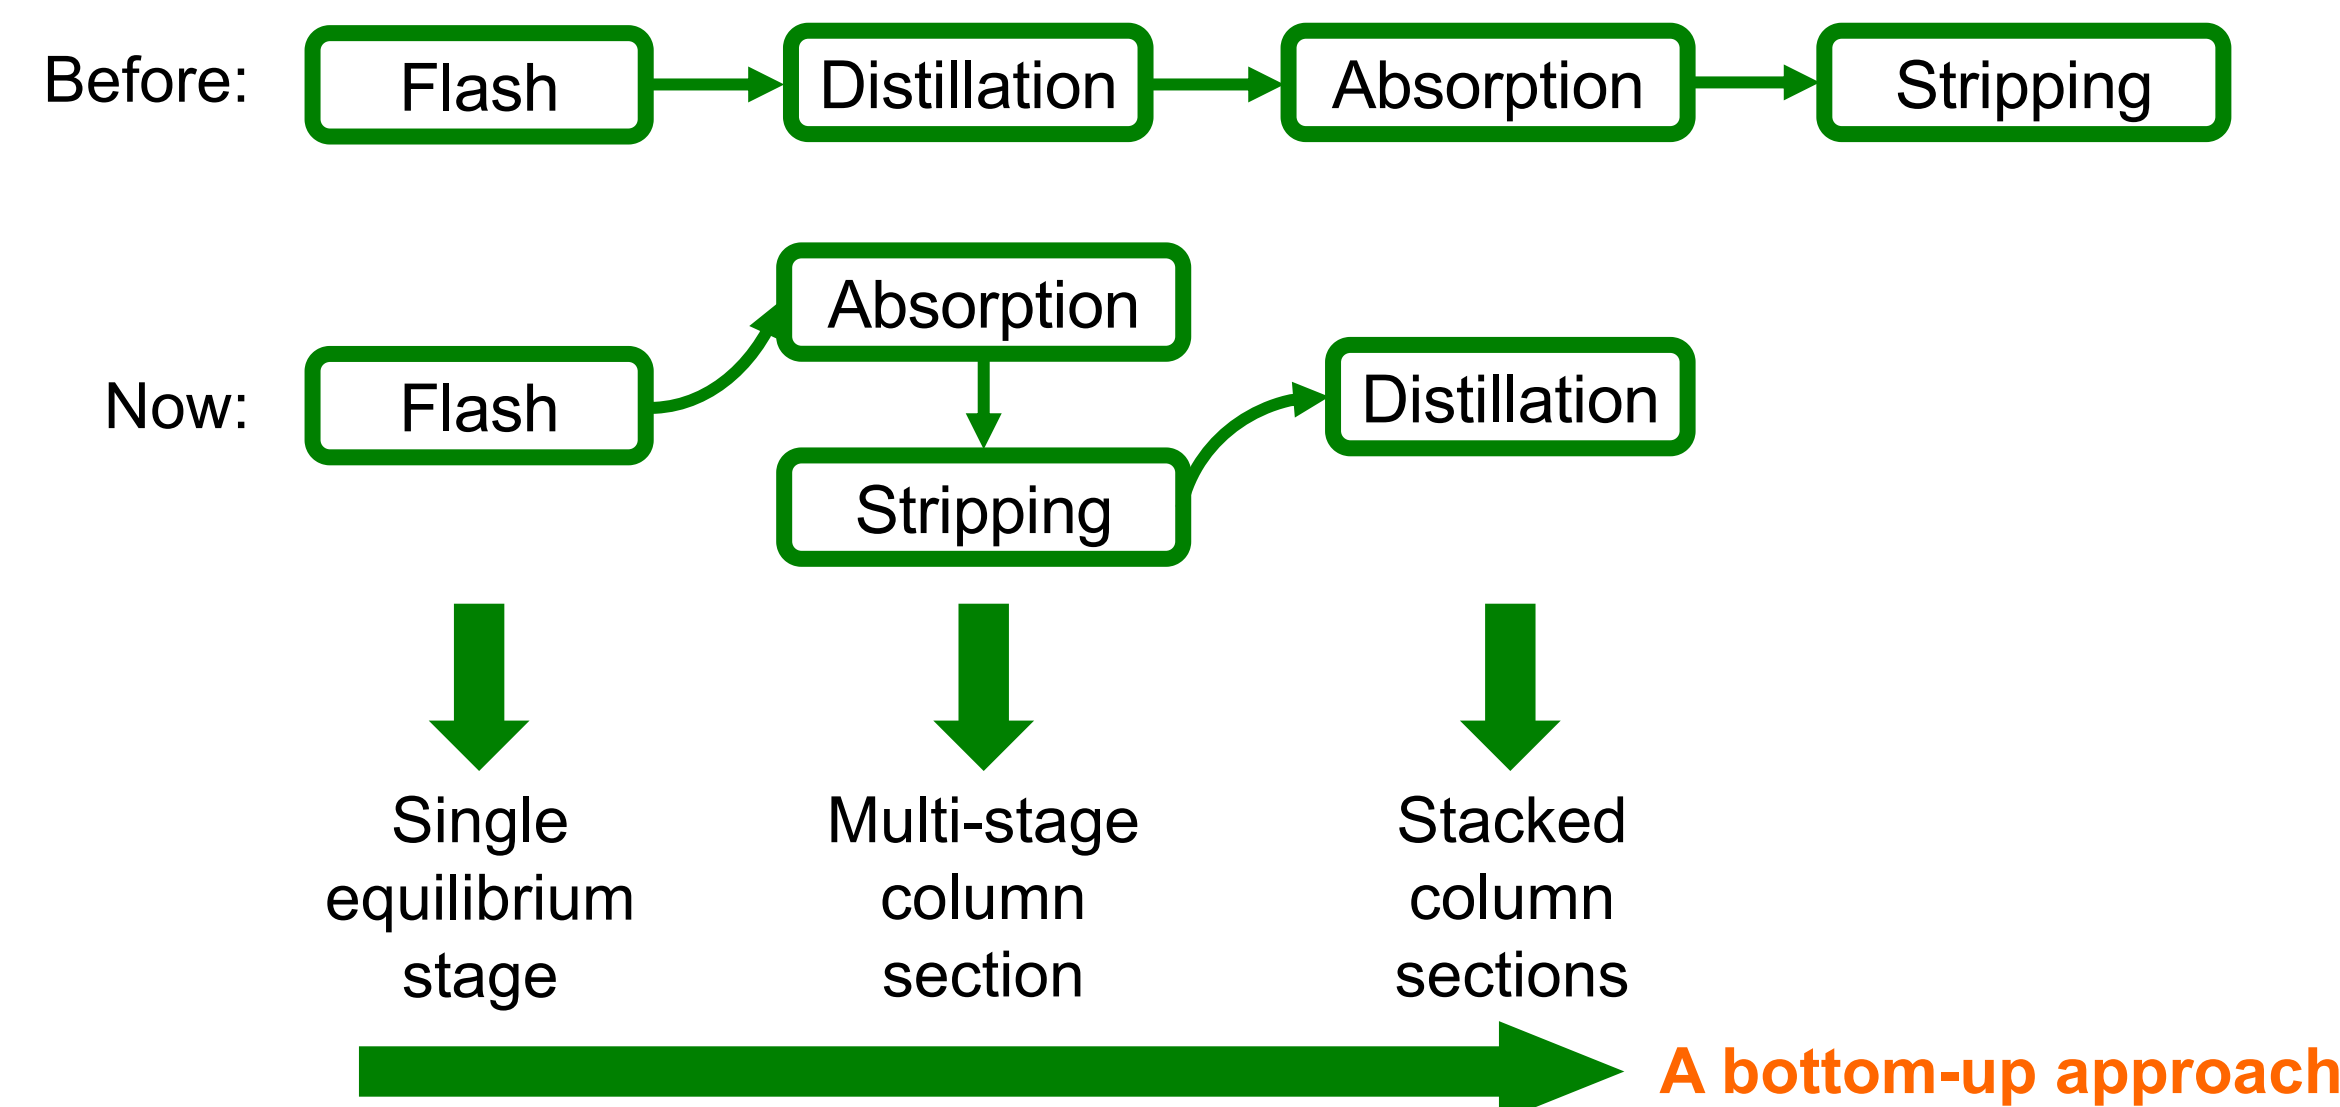 Before:
Flash
Distillation
Absorption
Stripping
Now:
Flash
Absorption
Stripping
Distillation
Single
equilibrium
stage
Multi-stage
column
section
Stacked
column
sections
A bottom-up approach